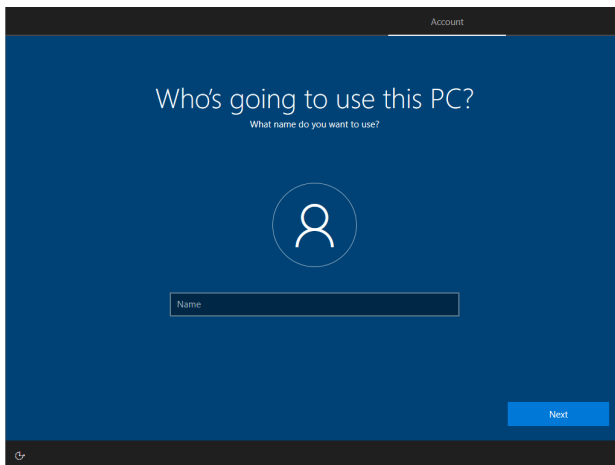 Account
Who's going to use this PC?
What name do you want to use?
Name
Next